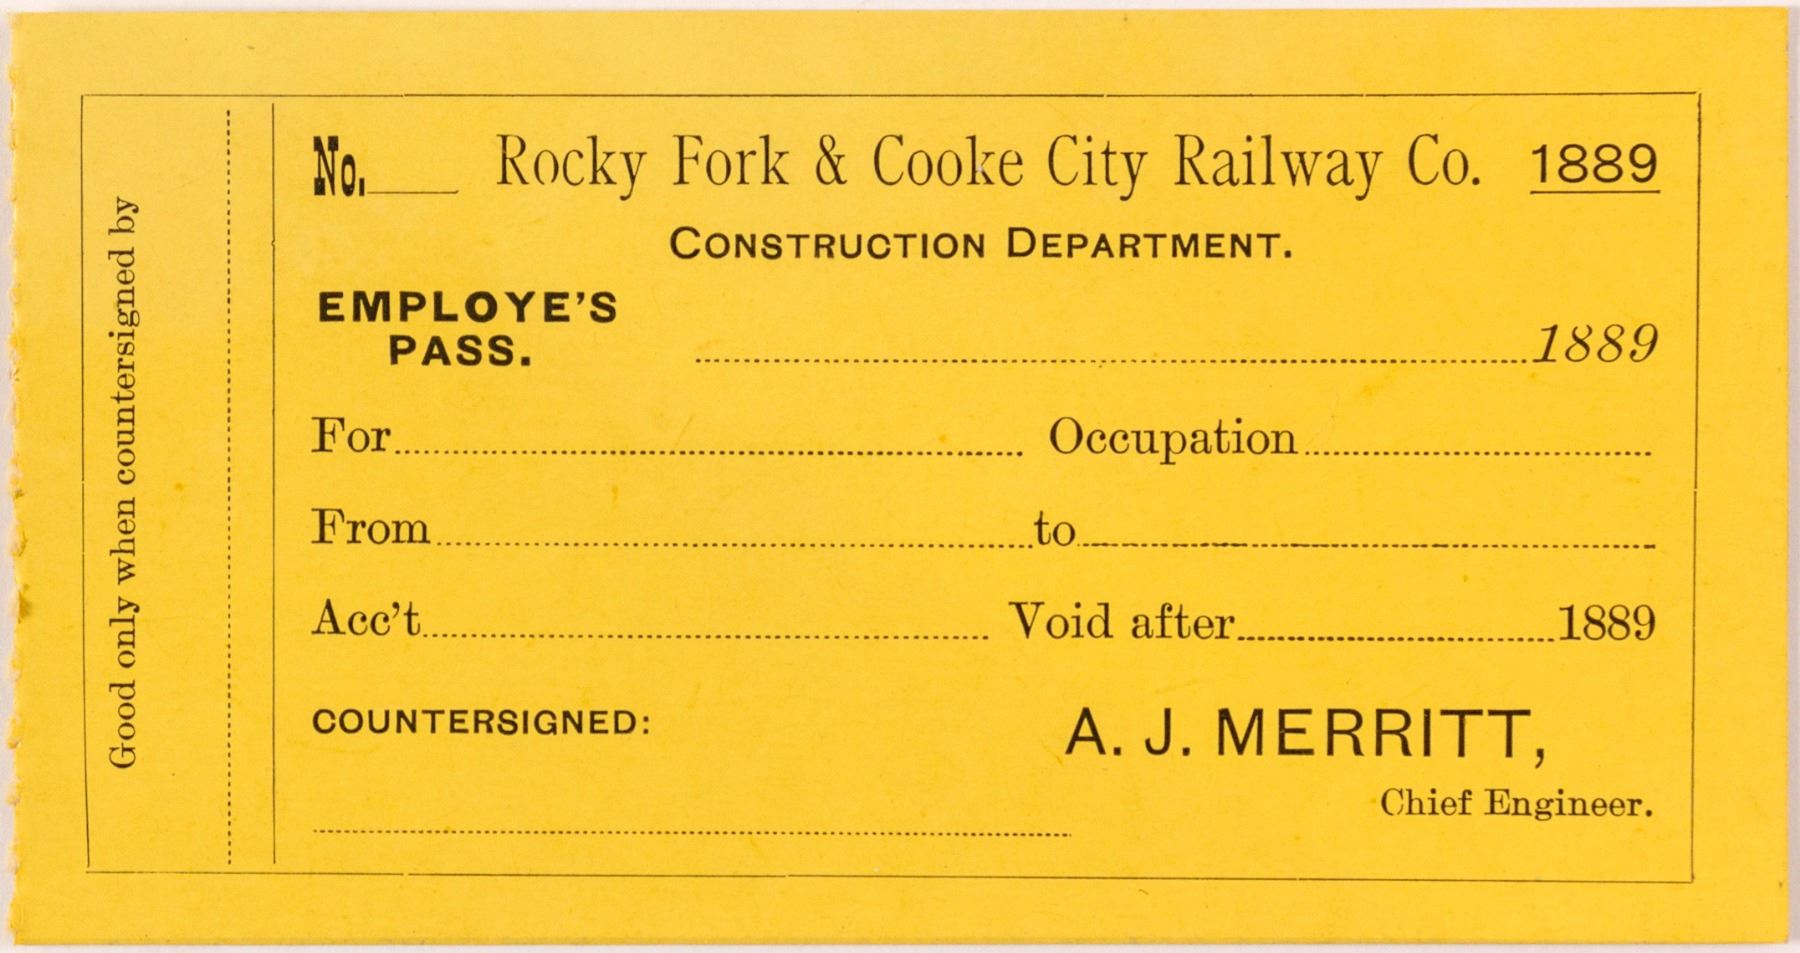 Good only when countersigned by
No. Rocky Fork & Cooke City Railway Co. 1889
CONSTRUCTION DEPARTMENT.
EMPLOYE'S
PASS.
1889
For Occupation
From to
Acc't Void after 1889
COUNTERSIGNED: A. J. MERRITT,
Chief Engineer.